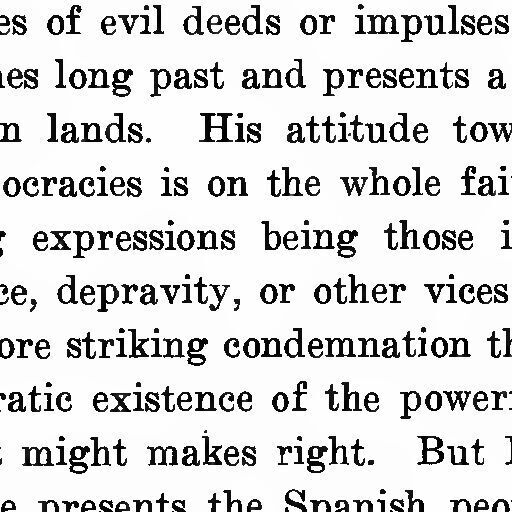 es of evil deeds or impulses
nes long past and presents a
n lands. His attitude tow
ocracies is on the whole fai
g expressions being those i
ce, depravity, or other vices
ore striking condemnation th
ratic existence of the power
t might makes right. But
e presents the Spanish peo